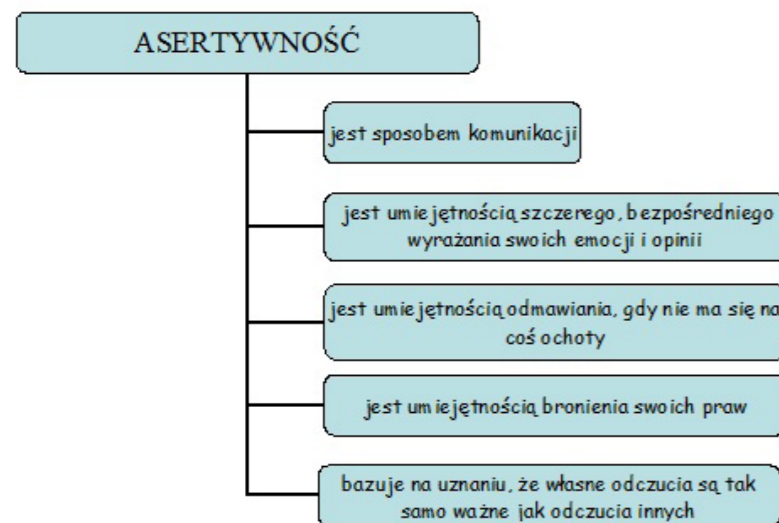 ASERTYWNOŚĆ
jest sposobem komunikacji
jest umiejętnością szczerego, bezpośredniego
wyrażania swoich emocji i opinii
jest umiejętnością odmawiania, gdy nie ma się na
coś ochoty
jest umiejętnością bronienia swoich praw
bazuje na uznaniu, że własne odczucia są tak
samo ważne jak odczucia innych